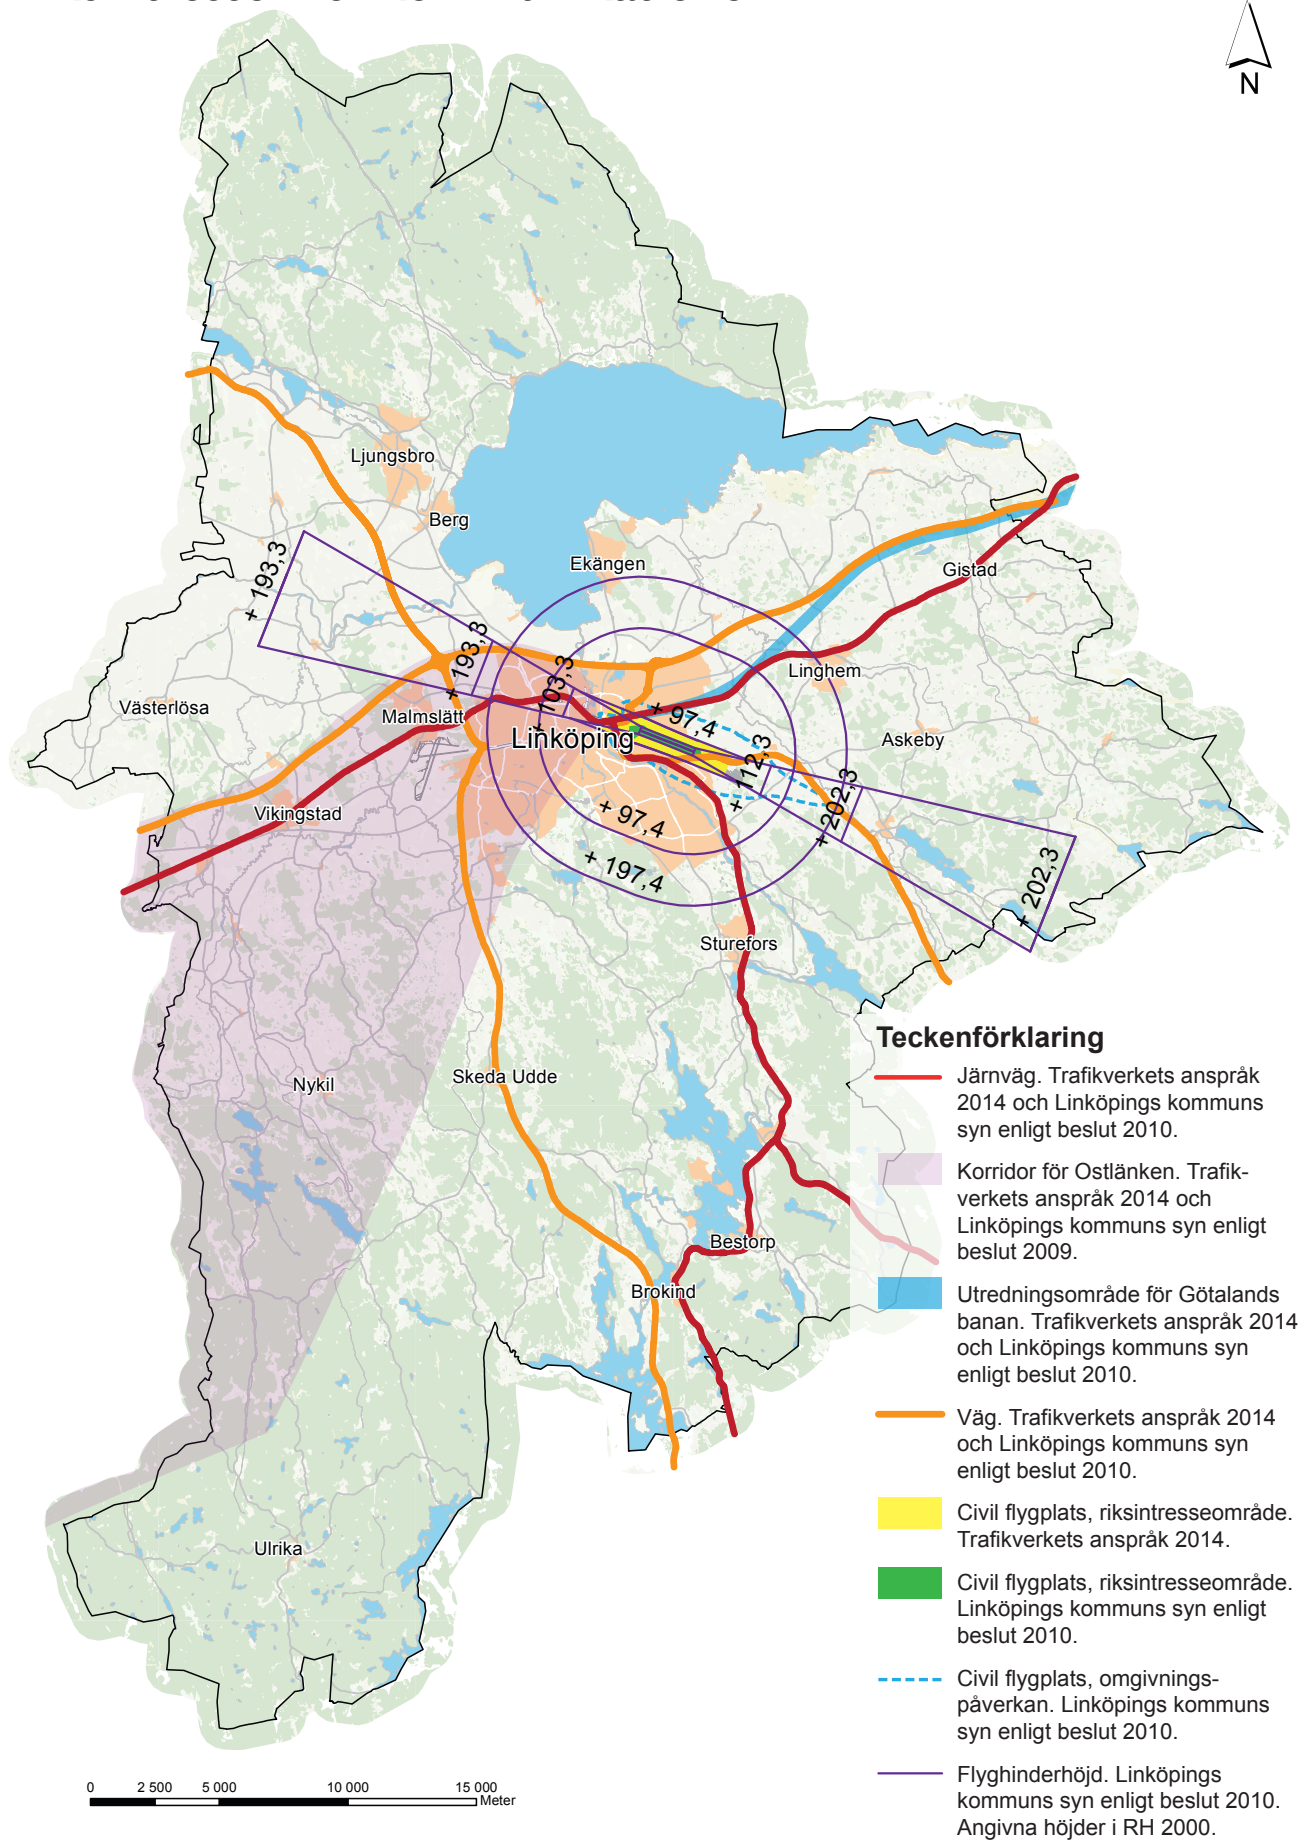 N
Ljungsbro
Berg
Ekängen
Gistad
+ 193,3
+ 193,3
Linghem
Västerlösa
Malmslätt
+ 103,3
+ 97,4
Linköping
Askeby
+ 112,3
+ 202,3
Vikingstad
+ 97,4
+ 197,4
+ 202,3
Sturefors
Nykil
Skeda Udde
Bestorp
Brokind
Ulrika
Teckenförklaring
Järnväg. Trafikverkets anspråk
2014 och Linköpings kommuns
syn enligt beslut 2010.
Korridor för Ostlänken. Trafik-
verkets anspråk 2014 och
Linköpings kommuns syn enligt
beslut 2009.
Utredningsområde för Götalands
banan. Trafikverkets anspråk 2014
och Linköpings kommuns syn
enligt beslut 2010.
Väg. Trafikverkets anspråk 2014
och Linköpings kommuns syn
enligt beslut 2010.
Civil flygplats, riksintresseområde.
Trafikverkets anspråk 2014.
Civil flygplats, riksintresseområde.
Linköpings kommuns syn enligt
beslut 2010.
Civil flygplats, omgivnings-
påverkan. Linköpings kommuns
syn enligt beslut 2010.
Flyghinderhöjd. Linköpings
kommuns syn enligt beslut 2010.
Angivna höjder i RH 2000.
0 2 500 5 000 10 000 15 000
Meter